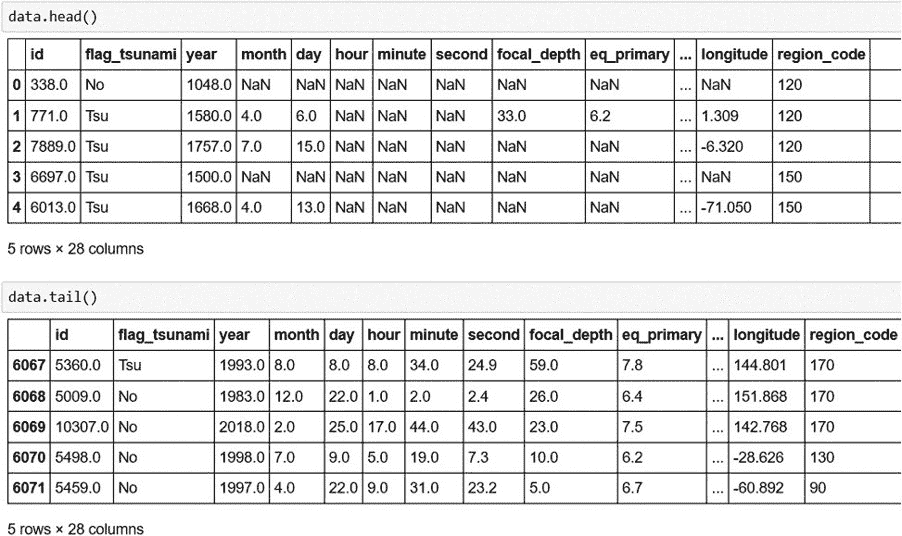 data.head()
id flag_tsunami year month day hour minute second focal_depth eq_primary ... longitude region_code
0 338.0 No 1048.0 NaN NaN NaN NaN NaN NaN NaN ... NaN 120
1 771.0 Tsu 1580.0 4.0 6.0 NaN NaN NaN 33.0 6.2 ... 1.309 120
2 7889.0 Tsu 1757.0 7.0 15.0 NaN NaN NaN NaN NaN ... -6.320 120
3 6697.0 Tsu 1500.0 NaN NaN NaN NaN NaN NaN NaN ... NaN 150
4 6013.0 Tsu 1668.0 4.0 13.0 NaN NaN NaN NaN NaN ... -71.050 150
5 rows × 28 columns
data.tail()
id flag_tsunami year month day hour minute second focal_depth eq_primary ... longitude region_code
6067 5360.0 Tsu 1993.0 8.0 8.0 8.0 34.0 24.9 59.0 7.8 ... 144.801 170
6068 5009.0 No 1983.0 12.0 22.0 1.0 2.0 2.4 26.0 6.4 ... 151.868 170
6069 10307.0 No 2018.0 2.0 25.0 17.0 44.0 43.0 23.0 7.5 ... 142.768 170
6070 5498.0 No 1998.0 7.0 9.0 5.0 19.0 7.3 10.0 6.2 ... -28.626 130
6071 5459.0 No 1997.0 4.0 22.0 9.0 31.0 23.2 5.0 6.7 ... -60.892 90
5 rows × 28 columns